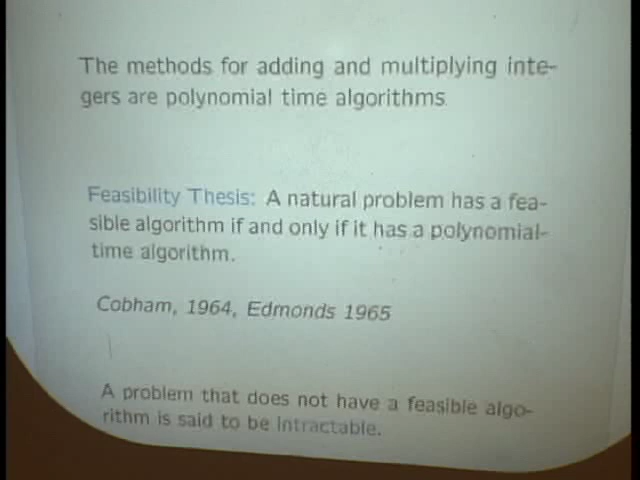 The methods for adding and multiplying inte-
gers are polynomial time algorithms.
Feasibility Thesis: A natural problem has a fea-
sible algorithm if and only if it has a polynomial-
time algorithm.
Cobham, 1964, Edmonds 1965
A problem that does not have a feasible algo-
rithm is said to be intractable.